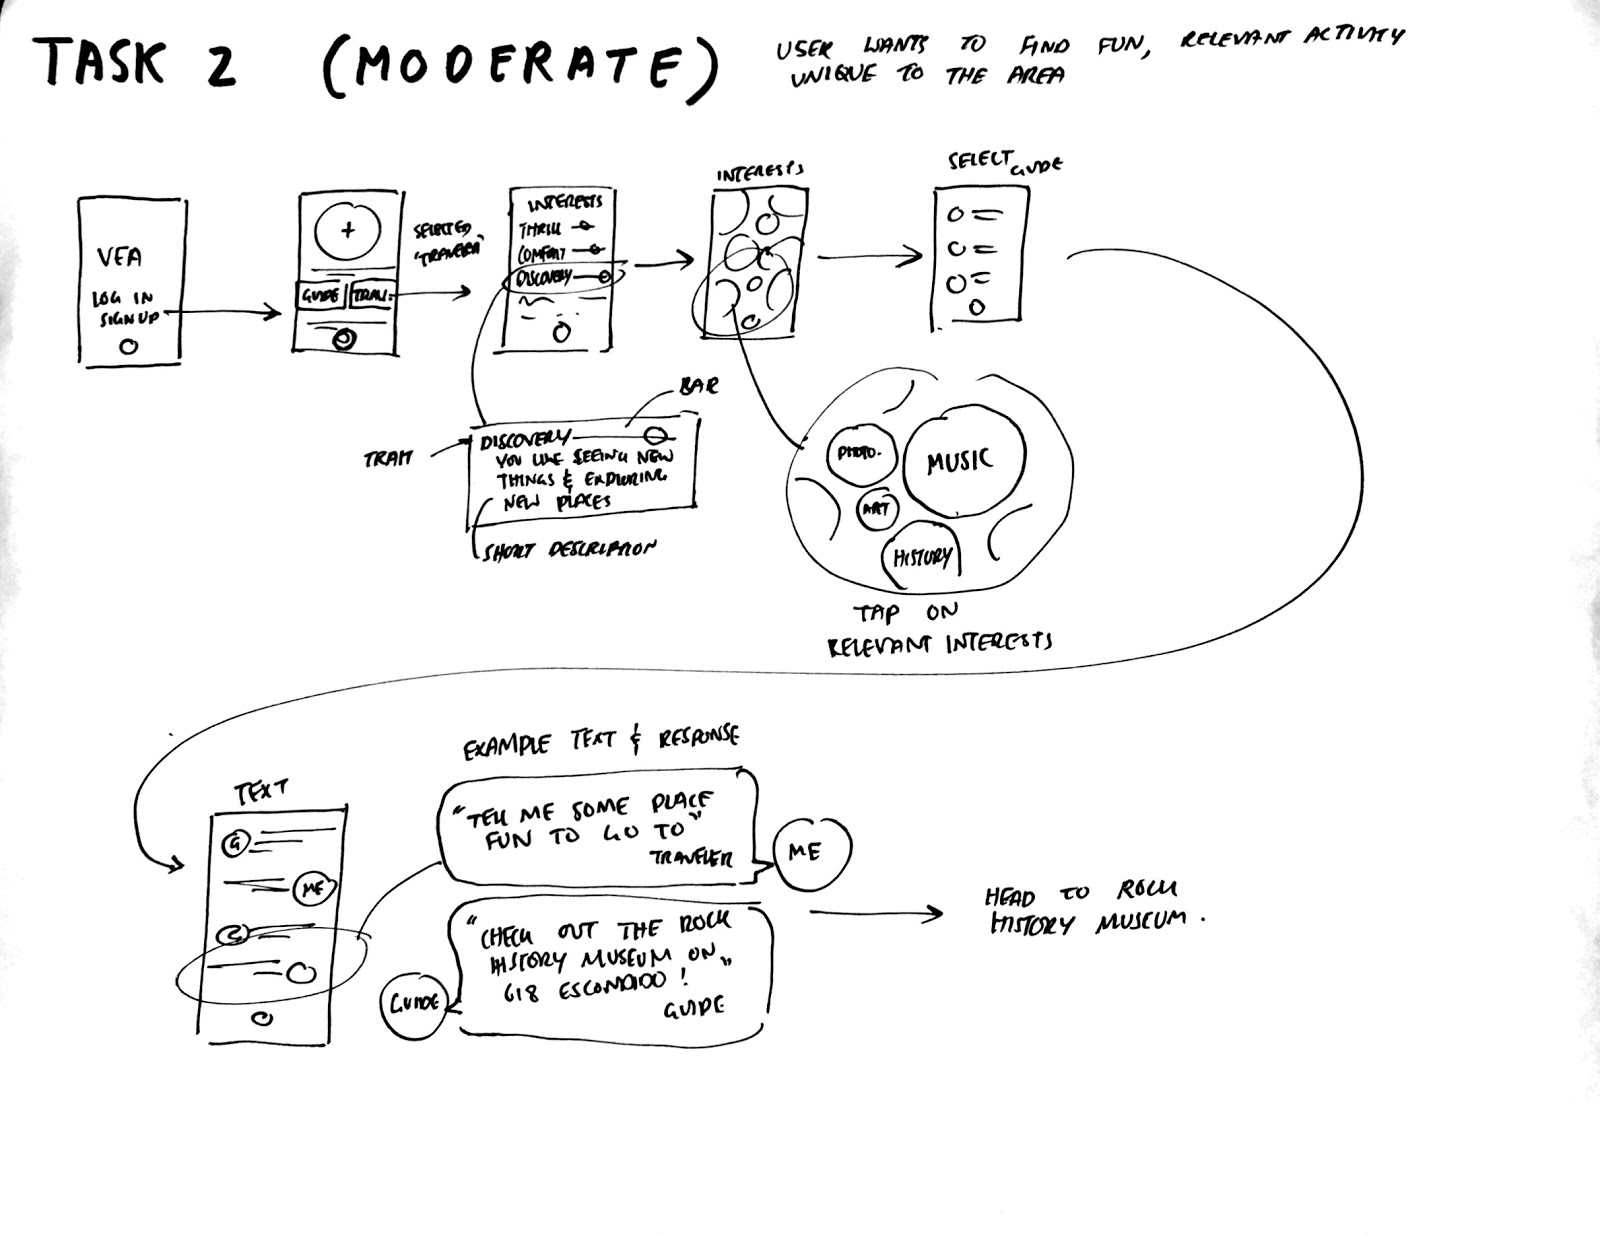 TASK 2 (MODERATE)
USER WANTS TO FIND FUN, RELEVANT ACTIVITY
UNIQUE TO THE AREA
VEA
LOG IN
SIGN UP
+
GUIDE
TRAV.
SELECTED
"TRAVELER"
INTERESTS
THRILL
COMFORT
DISCOVERY
INTERESTS
SELECT GUIDE
BAR
TRAIT
DISCOVERY
YOU LIKE SEEING NEW
THINGS & EXPLORING
NEW PLACES
SHORT DESCRIPTION
PHOTO.
MUSIC
ART
HISTORY
TAP ON
RELEVANT INTERESTS
TEXT
G
ME
G
EXAMPLE TEXT & RESPONSE
"TELL ME SOME PLACE
FUN TO GO TO"
TRAVELER
ME
"CHECK OUT THE ROCK
HISTORY MUSEUM ON
618 ESCONDIDO!"
GUIDE
GUIDE
HEAD TO ROCK
HISTORY MUSEUM.